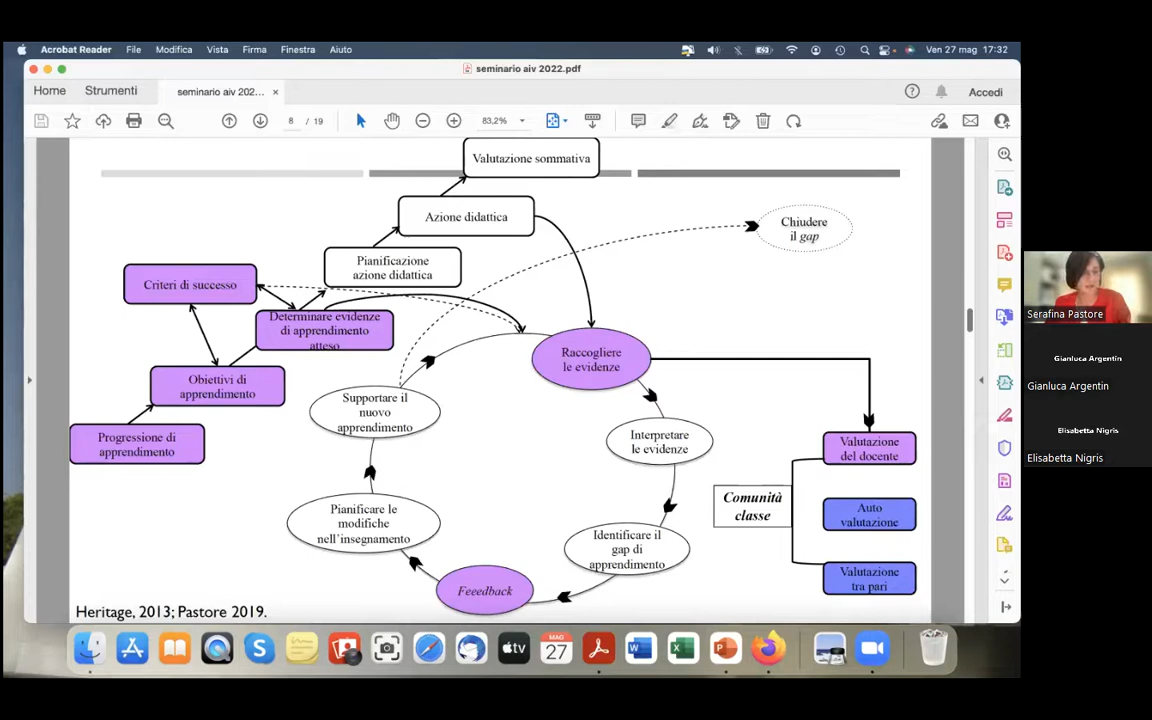 Acrobat Reader File Modifica Vista Firma Finestra Aiuto Ven 27 mag 17:32
seminario aiv 2022.pdf
Home Strumenti seminario aiv 202... × Accedi
8 / 19 83,2%
Valutazione sommativa
Azione didattica
Chiudere
il gap
Pianificazione
azione didattica
Criteri di successo
Determinare evidenze
di apprendimento
atteso
Raccogliere
le evidenze
Obiettivi di
apprendimento
Supportare il
nuovo
apprendimento
Progressione di
apprendimento
Interpretare
le evidenze
Valutazione
del docente
Comunità
classe
Auto
valutazione
Pianificare le
modifiche
nell'insegnamento
Identificare il
gap di
apprendimento
Valutazione
tra pari
Feeedback
Heritage, 2013; Pastore 2019.
Serafina Pastore
Gianluca Argentin
Gianluca Argentin
Elisabetta Nigris
Elisabetta Nigris
MAG
27
tv
W
X
P